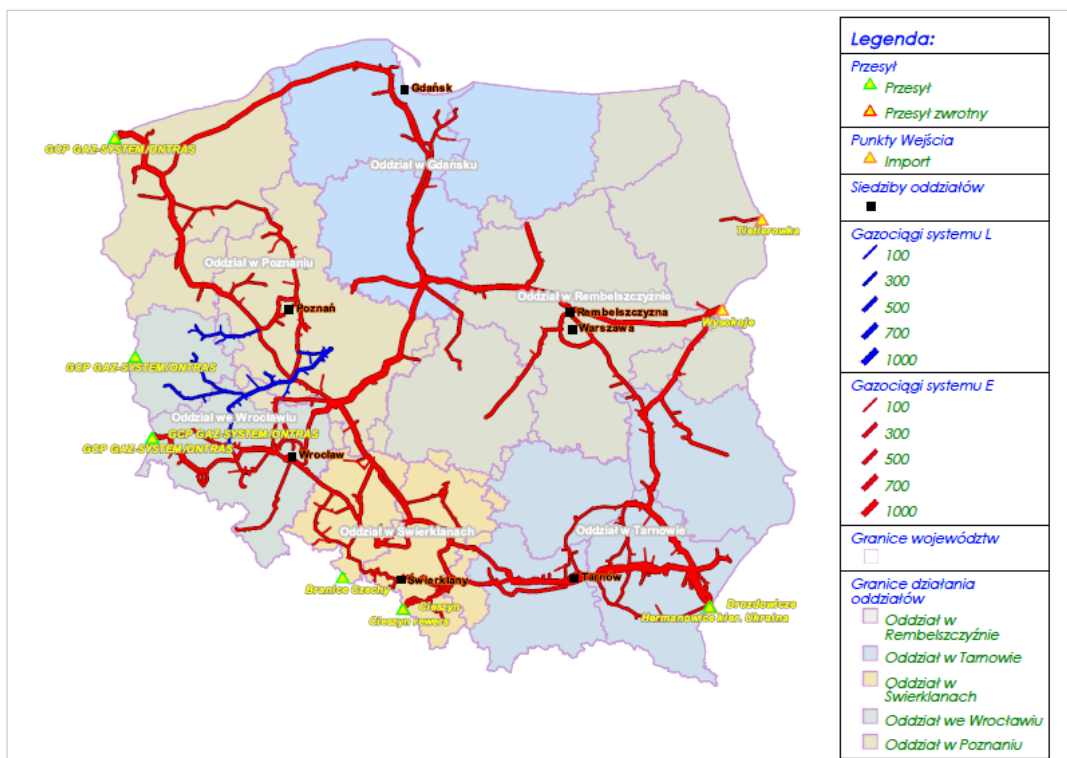 Gdańsk
GCP GAZ-SYSTEM/ONTRAS
Oddział w Gdańsku
Tietierowka
Oddział w Poznaniu
Oddział w Rembelszczyźnie
Poznań
Rembelszczyzna
Wysokoje
Warszawa
GCP GAZ-SYSTEM/ONTRAS
Oddział we Wrocławiu
GCP GAZ-SYSTEM/ONTRAS
GCP GAZ-SYSTEM/ONTRAS
Wrocław
Oddział w Świerklanach
Oddział w Tarnowie
Branice Czechy
Świerklany
Tarnów
Cieszyn
Cieszyn rewers
Drozdowicze
Hermanowice kier. Ukraina
Legenda:
Przesył
Przesył
Przesył zwrotny
Punkty Wejścia
Import
Siedziby oddziałów
Gazociągi systemu L
100
300
500
700
1000
Gazociągi systemu E
100
300
500
700
1000
Granice województw
Granice działania
oddziałów
Oddział w
Rembelszczyźnie
Oddział w Tarnowie
Oddział w
Świerklanach
Oddział we Wrocławiu
Oddział w Poznaniu